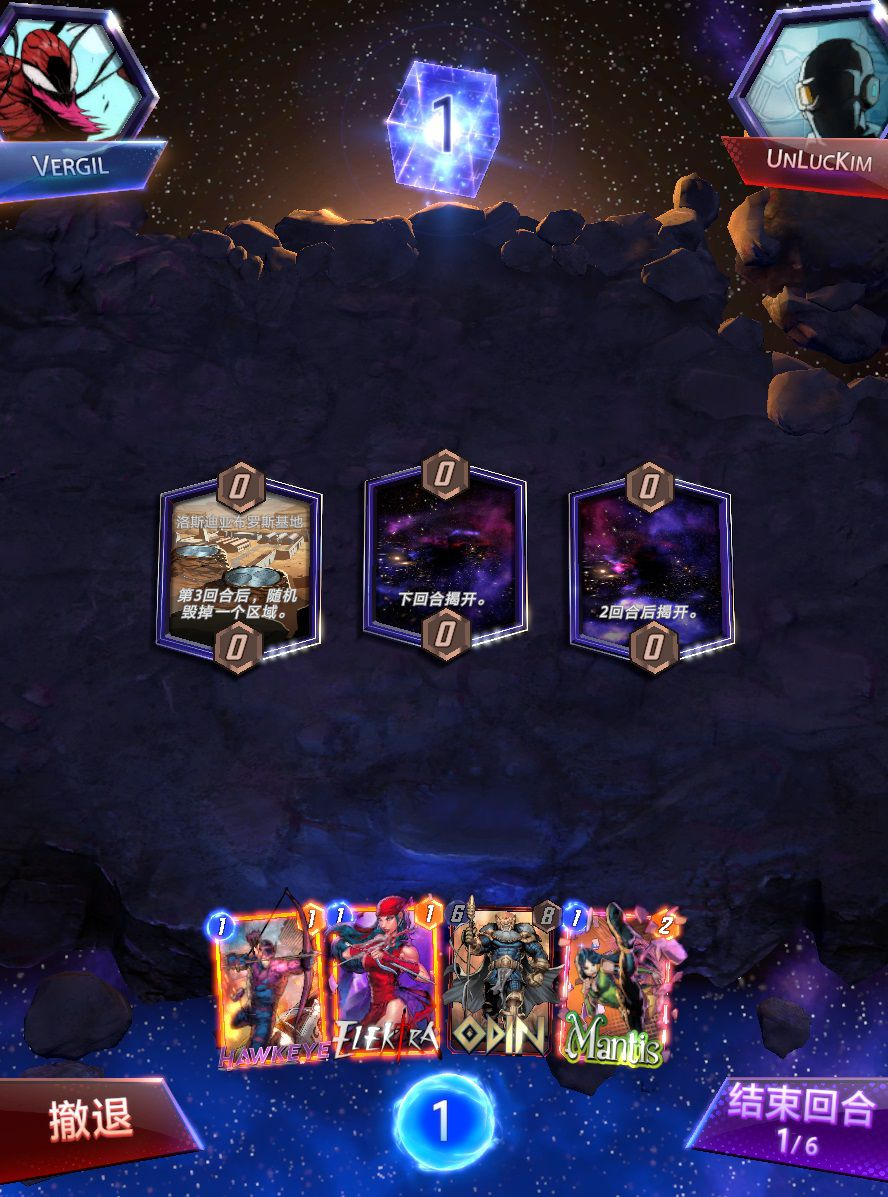 1
VERGIL
UNLUCKIM
0
0
0
洛斯迪亚布罗斯基地
第3回合后，随机
毁掉一个区域。
下回合揭开。
2回合后揭开。
0
0
0
1
1
1
1
6
8
1
2
HAWKEYE
ELEKTRA
ODIN
Mantis
撤退
1
结束回合
1/6